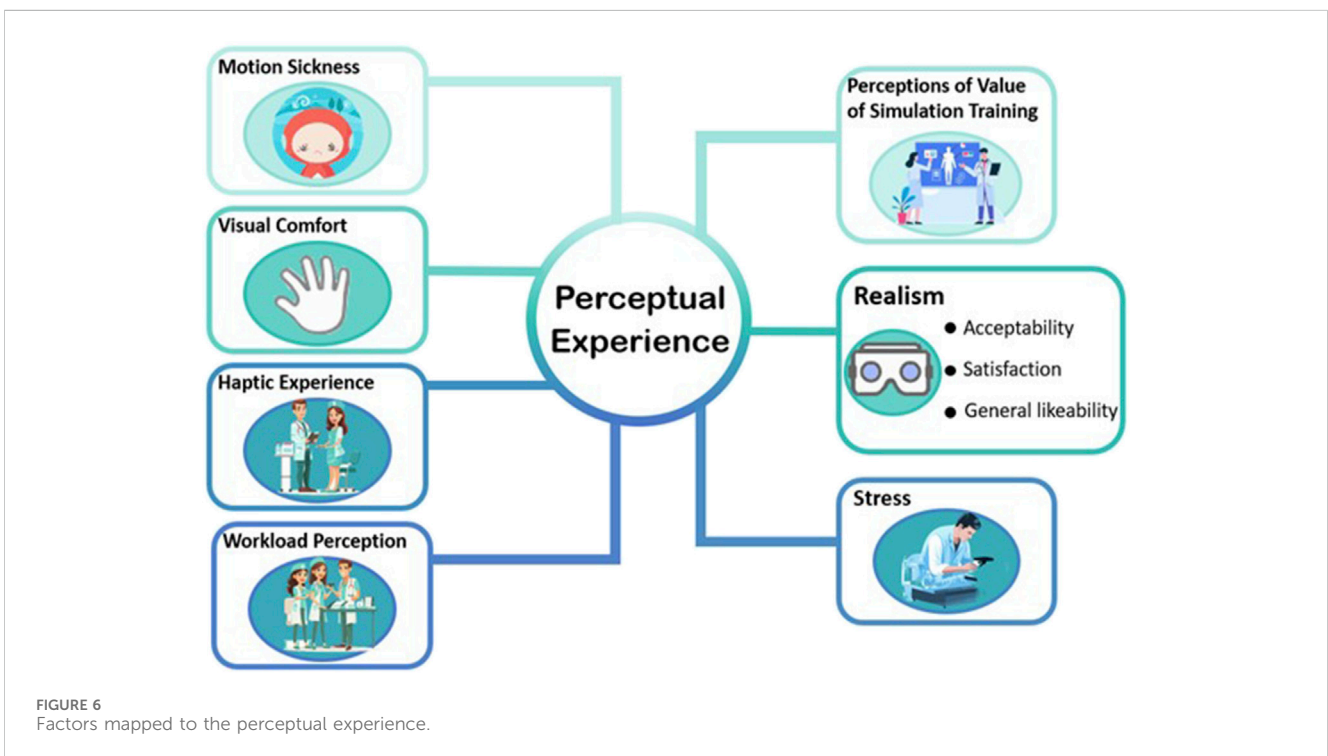 Motion Sickness
Visual Comfort
Haptic Experience
Workload Perception
Perceptual
Experience
Perceptions of Value
of Simulation Training
Realism
● Acceptability
● Satisfaction
● General likeability
Stress
FIGURE 6
Factors mapped to the perceptual experience.